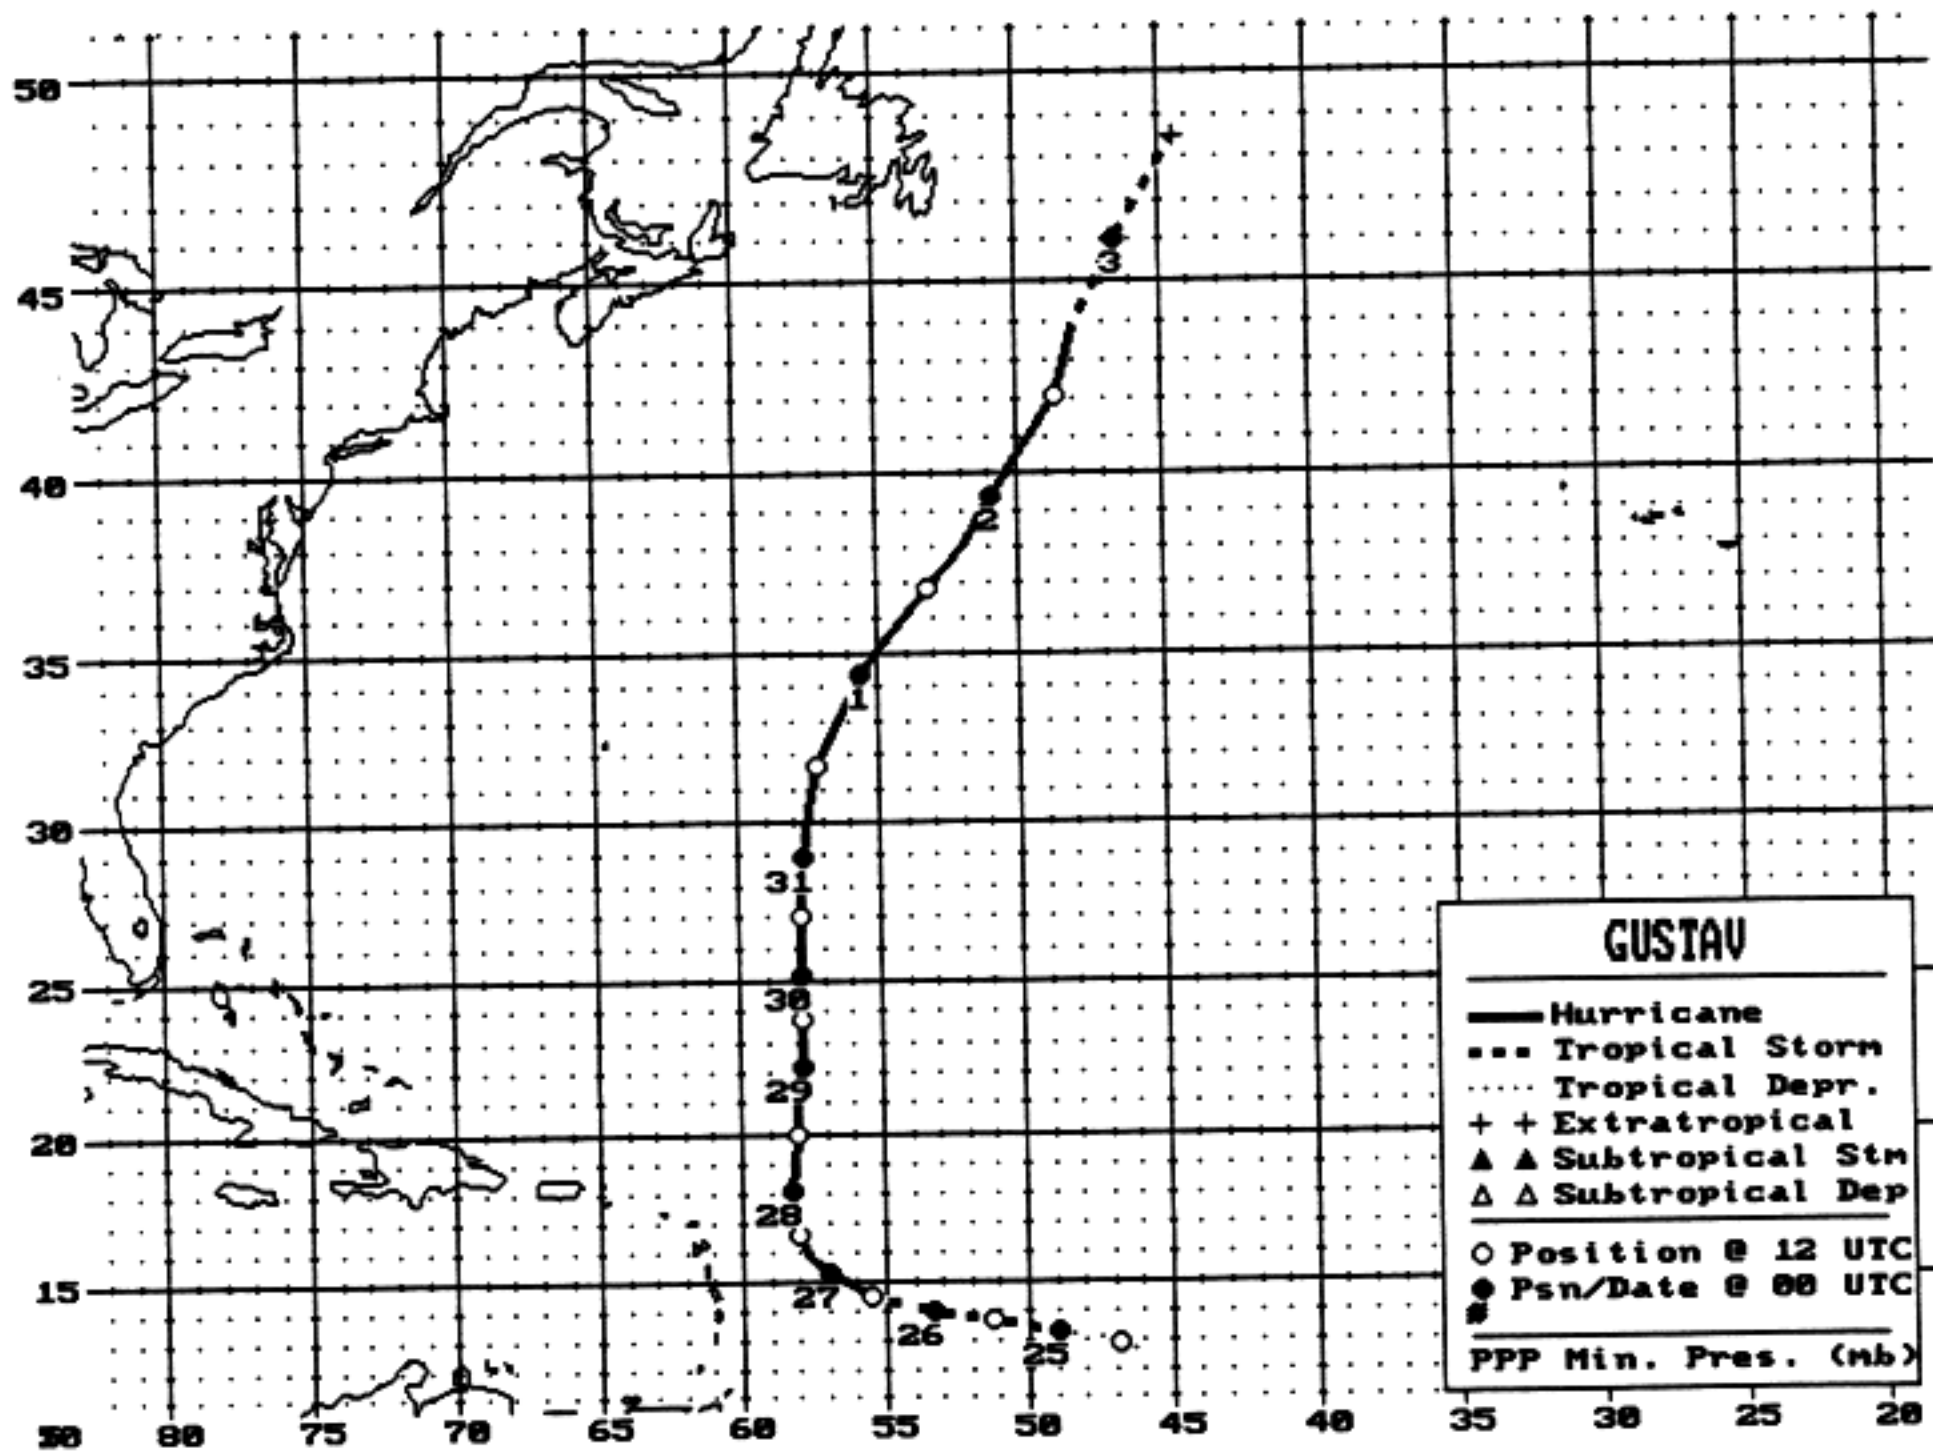 50
45
40
35
30
25
20
15
3
2
1
31
30
29
28
27
26
25
GUSTAV
Hurricane
Tropical Storm
Tropical Depr.
+ + Extratropical
▲ ▲ Subtropical Stm
△ △ Subtropical Dep
○ Position @ 12 UTC
● Psn/Date @ 00 UTC
#
PPP Min. Pres. (mb)
80 75 70 65 60 55 50 45 40 35 30 25 20